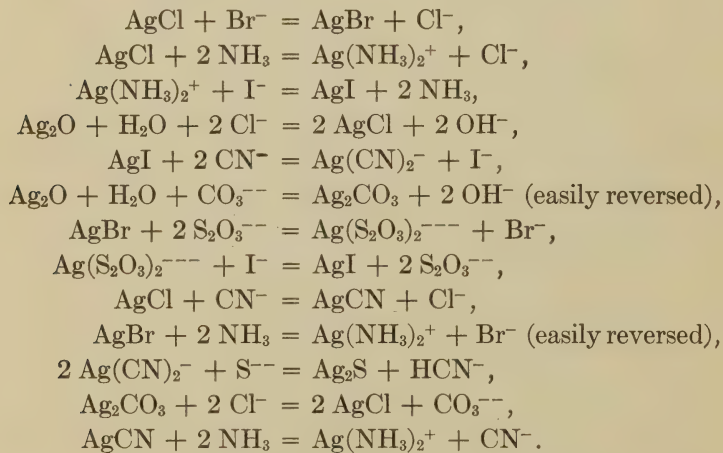 AgCl + Br⁻ = AgBr + Cl⁻,
AgCl + 2 NH₃ = Ag(NH₃)₂⁺ + Cl⁻,
Ag(NH₃)₂⁺ + I⁻ = AgI + 2 NH₃,
Ag₂O + H₂O + 2 Cl⁻ = 2 AgCl + 2 OH⁻,
AgI + 2 CN⁻ = Ag(CN)₂⁻ + I⁻,
Ag₂O + H₂O + CO₃⁻⁻ = Ag₂CO₃ + 2 OH⁻ (easily reversed),
AgBr + 2 S₂O₃⁻⁻ = Ag(S₂O₃)₂⁻⁻⁻ + Br⁻,
Ag(S₂O₃)₂⁻⁻⁻ + I⁻ = AgI + 2 S₂O₃⁻⁻,
AgCl + CN⁻ = AgCN + Cl⁻,
AgBr + 2 NH₃ = Ag(NH₃)₂⁺ + Br⁻ (easily reversed),
2 Ag(CN)₂⁻ + S⁻⁻ = Ag₂S + HCN⁻,
Ag₂CO₃ + 2 Cl⁻ = 2 AgCl + CO₃⁻⁻,
AgCN + 2 NH₃ = Ag(NH₃)₂⁺ + CN⁻.